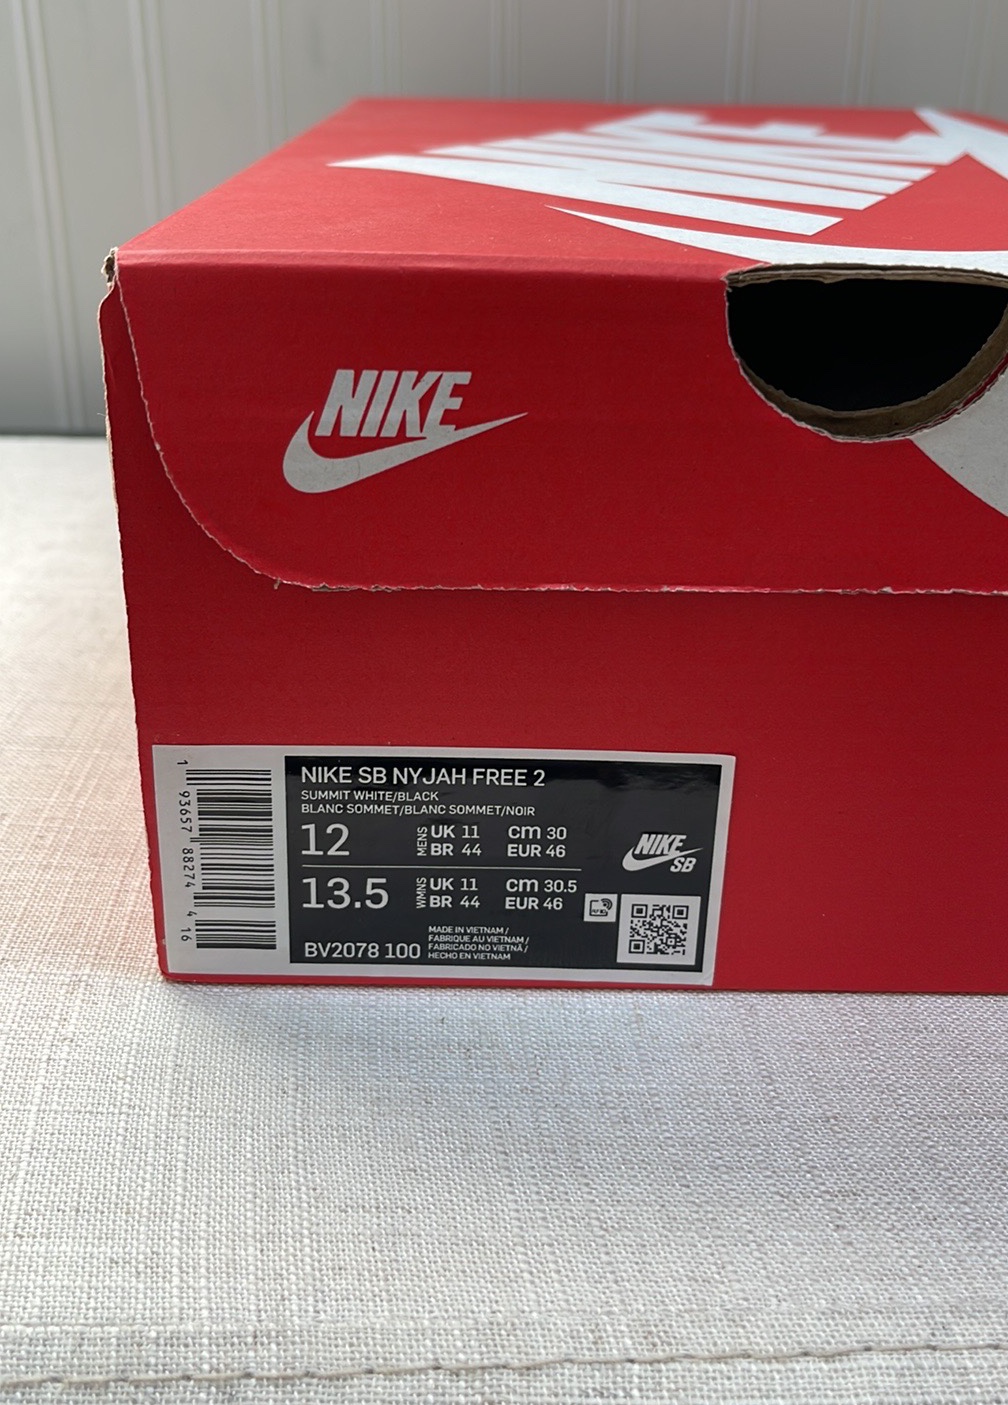 NIKE
NIKE SB NYJAH FREE 2
SUMMIT WHITE/BLACK
BLANC SOMMET/BLANC SOMMET/NOIR
12 MENS UK 11 cm 30
BR 44 EUR 46
13.5 WMNS UK 11 cm 30.5
BR 44 EUR 46
NIKE
SB
BV2078 100
MADE IN VIETNAM /
FABRIQUE AU VIETNAM /
FABRICADO NO VIETNÃ /
HECHO EN VIETNAM
1 93657 88274 4 16